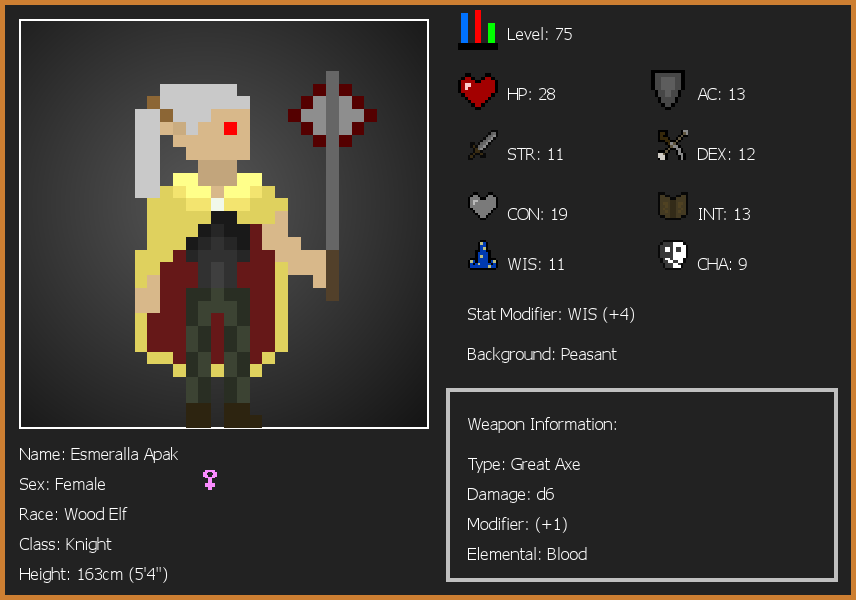 Level: 75
HP: 28
AC: 13
STR: 11
DEX: 12
CON: 19
INT: 13
WIS: 11
CHA: 9
Stat Modifier: WIS (+4)
Background: Peasant
Weapon Information:
Type: Great Axe
Damage: d6
Modifier: (+1)
Elemental: Blood
Name: Esmeralla Apak
Sex: Female
Race: Wood Elf
Class: Knight
Height: 163cm (5'4")